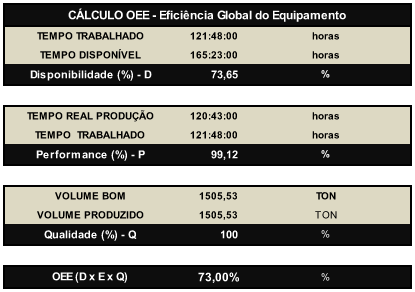 CÁLCULO OEE - Eficiência Global do Equipamento
TEMPO TRABALHADO 121:48:00 horas
TEMPO DISPONÍVEL 165:23:00 horas
Disponibilidade (%) - D 73,65 %
TEMPO REAL PRODUÇÃO 120:43:00 horas
TEMPO TRABALHADO 121:48:00 horas
Performance (%) - P 99,12 %
VOLUME BOM 1505,53 TON
VOLUME PRODUZIDO 1505,53 TON
Qualidade (%) - Q 100 %
OEE (D x E x Q) 73,00% %